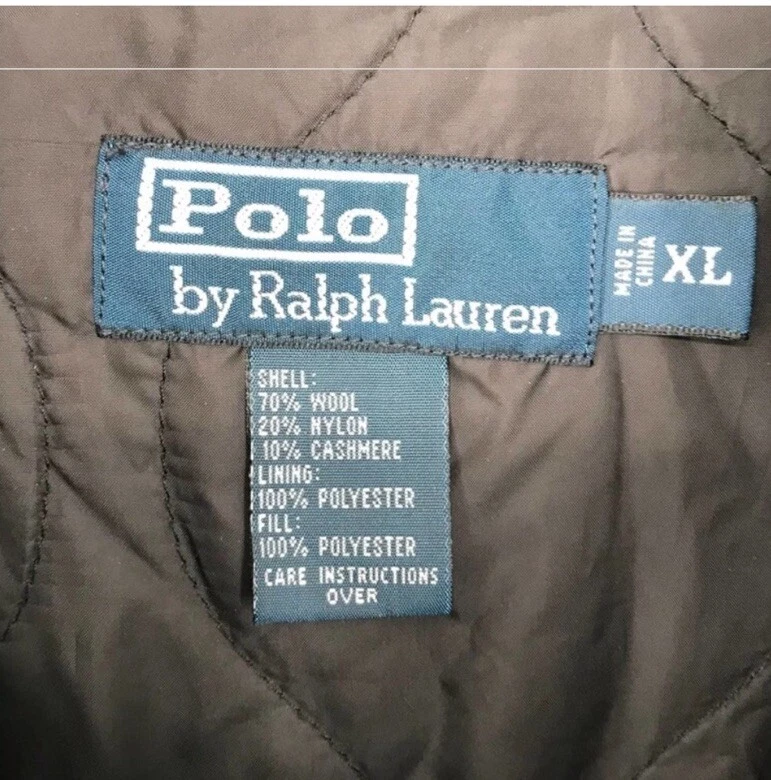 Polo
by Ralph Lauren
MADE IN
CHINA
XL
SHELL:
70% WOOL
20% NYLON
10% CASHMERE
LINING:
100% POLYESTER
FILL:
100% POLYESTER
CARE INSTRUCTIONS
OVER